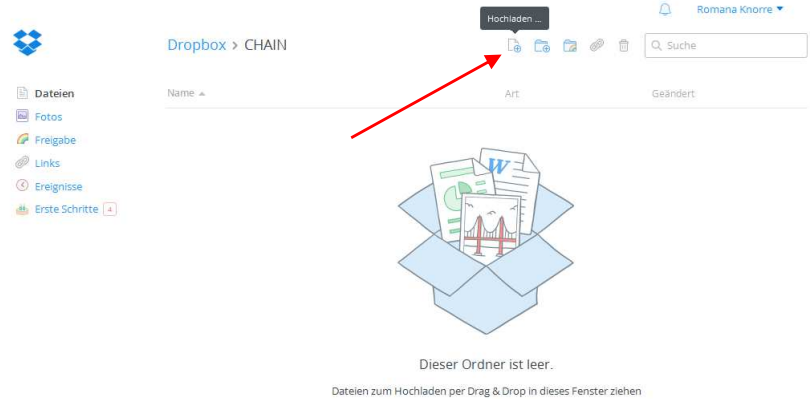 Romana Knorre
Hochladen ...
Dropbox > CHAIN
Suche
Name
Art
Geändert
Dateien
Fotos
Freigabe
Links
Ereignisse
Erste Schritte 4
W
Dieser Ordner ist leer.
Dateien zum Hochladen per Drag & Drop in dieses Fenster ziehen